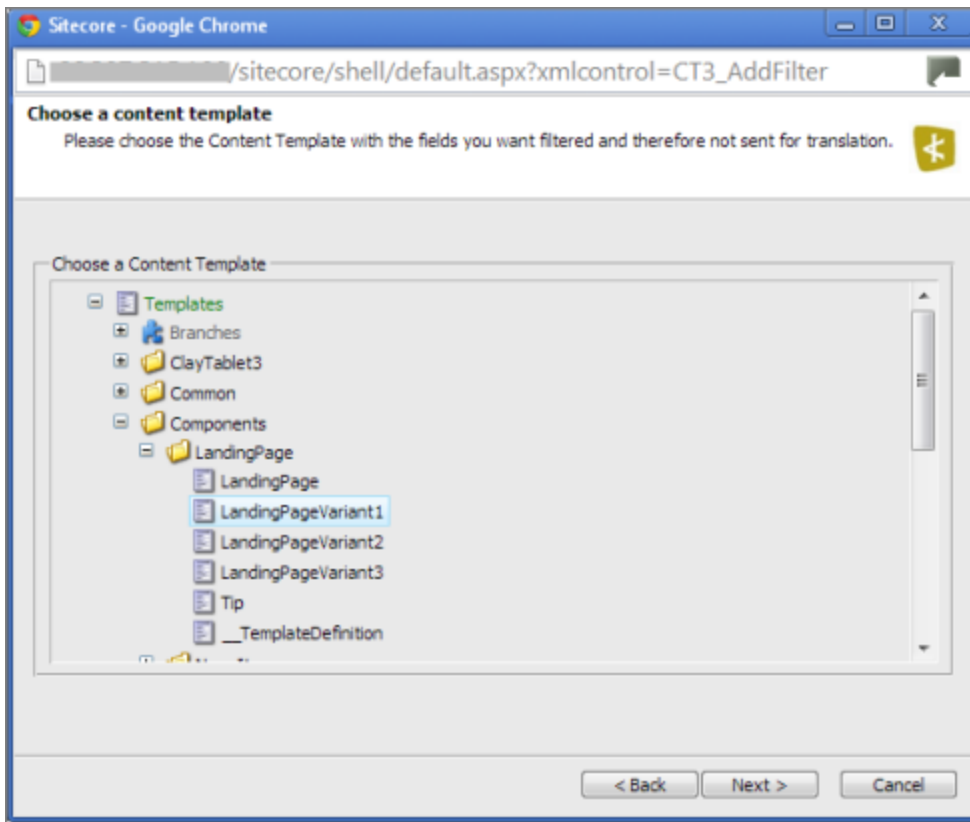 Sitecore - Google Chrome
/sitecore/shell/default.aspx?xmlcontrol=CT3_AddFilter
Choose a content template
Please choose the Content Template with the fields you want filtered and therefore not sent for translation.
Choose a Content Template
Templates
Branches
ClayTablet3
Common
Components
LandingPage
LandingPage
LandingPageVariant1
LandingPageVariant2
LandingPageVariant3
Tip
__TemplateDefinition
< Back Next > Cancel